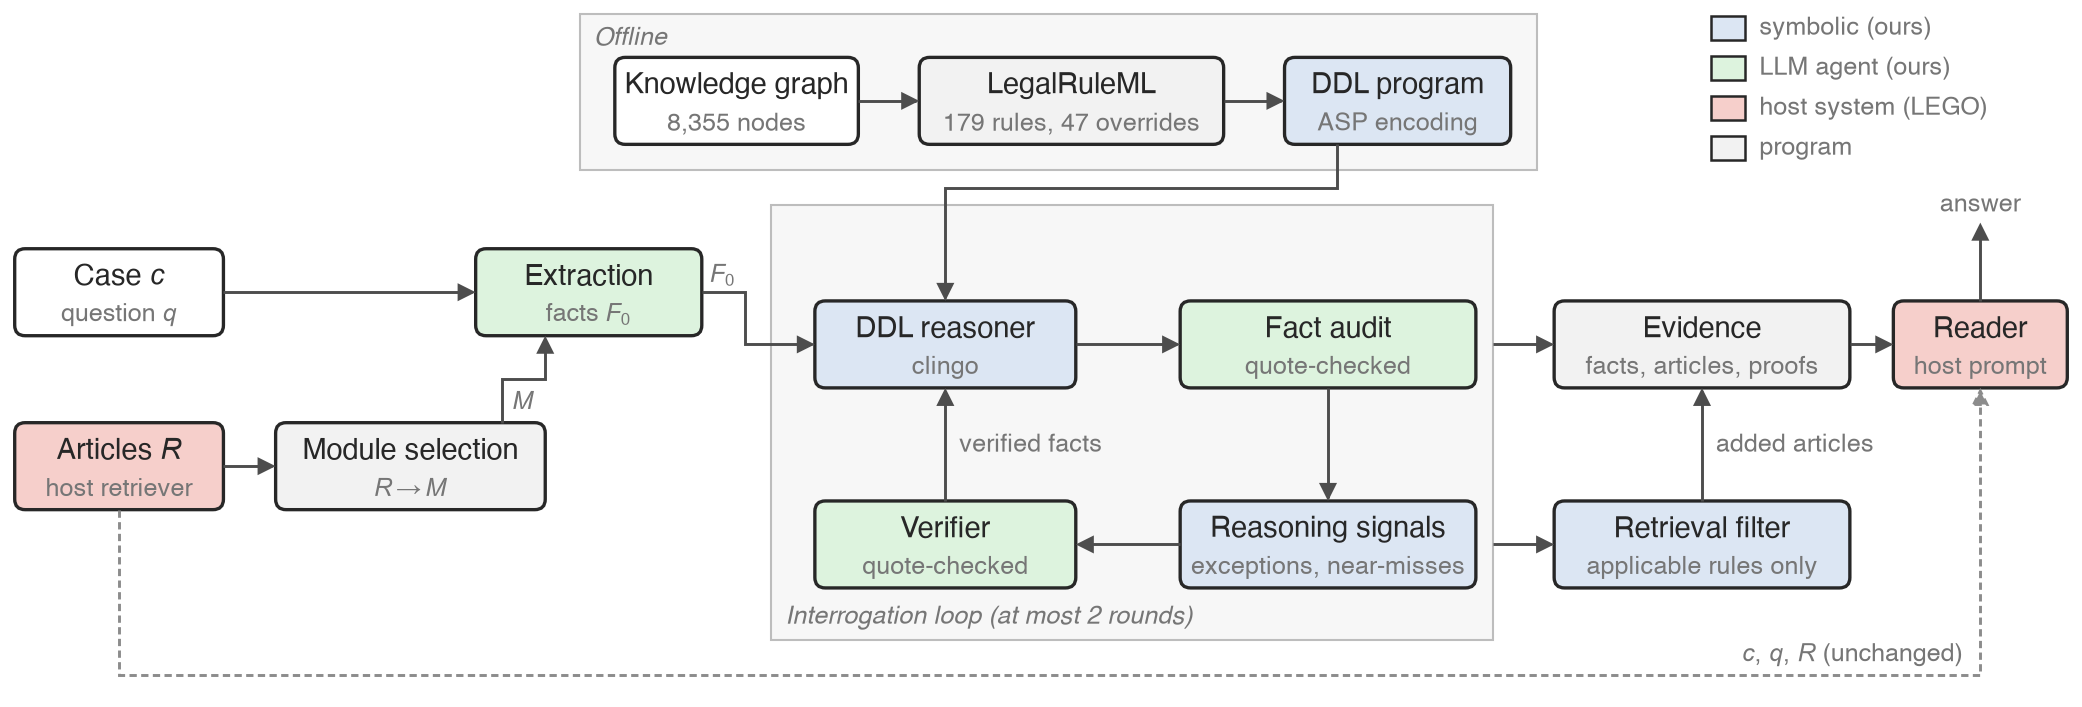 Offline
Knowledge graph
8,355 nodes
LegalRuleML
179 rules, 47 overrides
DDL program
ASP encoding
symbolic (ours)
LLM agent (ours)
host system (LEGO)
program
answer
Case c
question q
Extraction
facts F₀
F₀
DDL reasoner
clingo
Fact audit
quote-checked
Evidence
facts, articles, proofs
Reader
host prompt
M
Articles R
host retriever
Module selection
R→M
verified facts
added articles
Verifier
quote-checked
Reasoning signals
exceptions, near-misses
Retrieval filter
applicable rules only
Interrogation loop (at most 2 rounds)
c, q, R (unchanged)